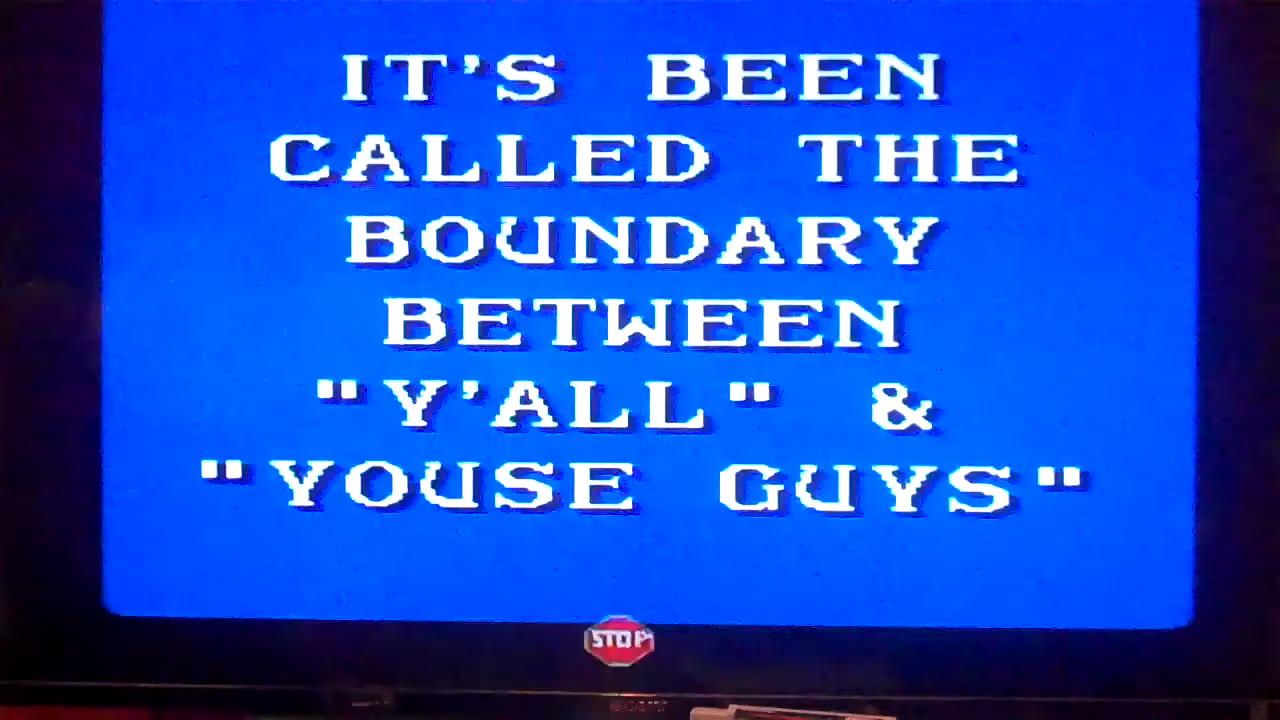 IT'S BEEN
CALLED THE
BOUNDARY
BETWEEN
"Y'ALL" &
"YOUSE GUYS"
STOP